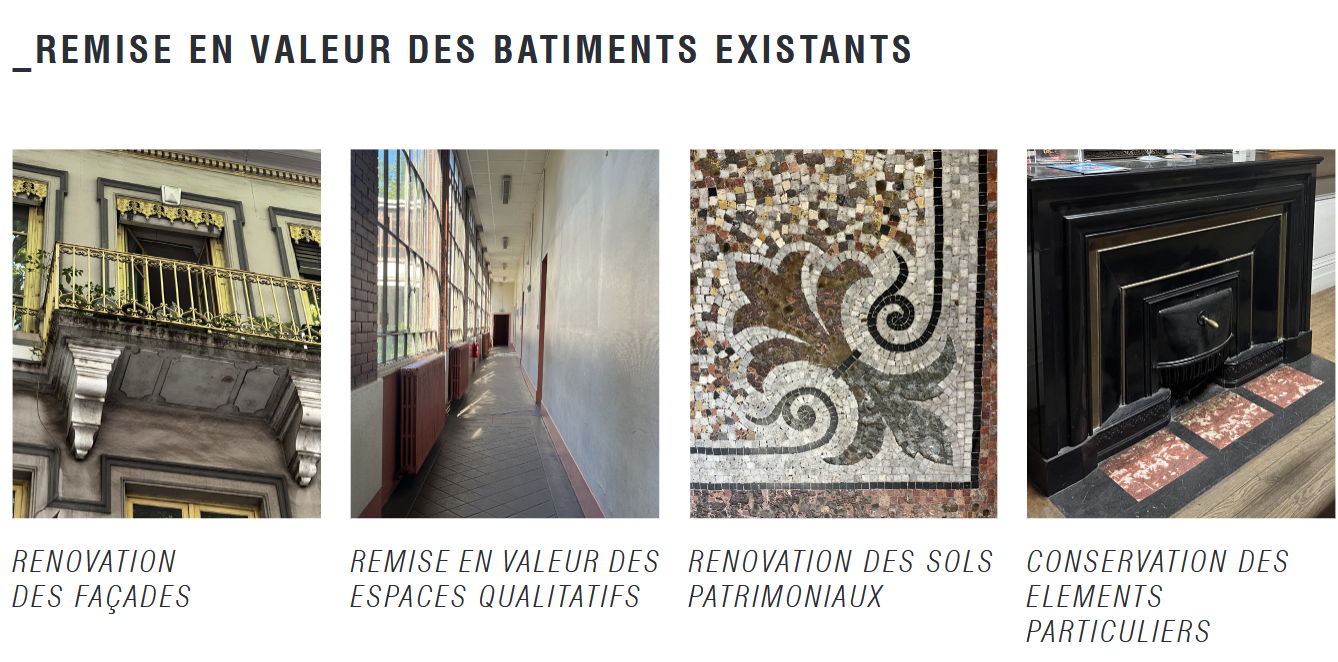 _REMISE EN VALEUR DES BATIMENTS EXISTANTS
RENOVATION
DES FAÇADES
REMISE EN VALEUR DES
ESPACES QUALITATIFS
RENOVATION DES SOLS
PATRIMONIAUX
CONSERVATION DES
ELEMENTS
PARTICULIERS